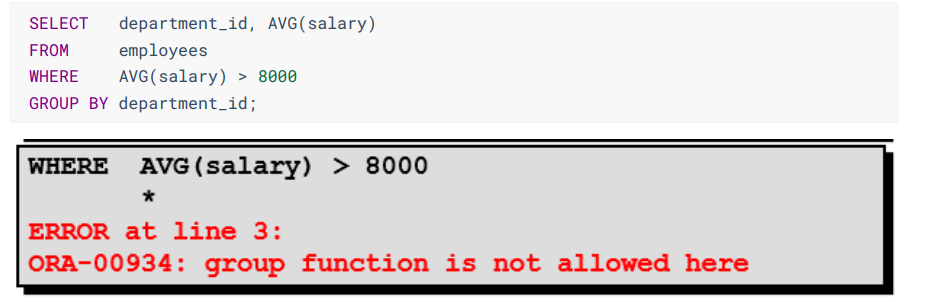 SELECT department_id, AVG(salary)
FROM employees
WHERE AVG(salary) > 8000
GROUP BY department_id;
WHERE AVG(salary) > 8000
*
ERROR at line 3:
ORA-00934: group function is not allowed here